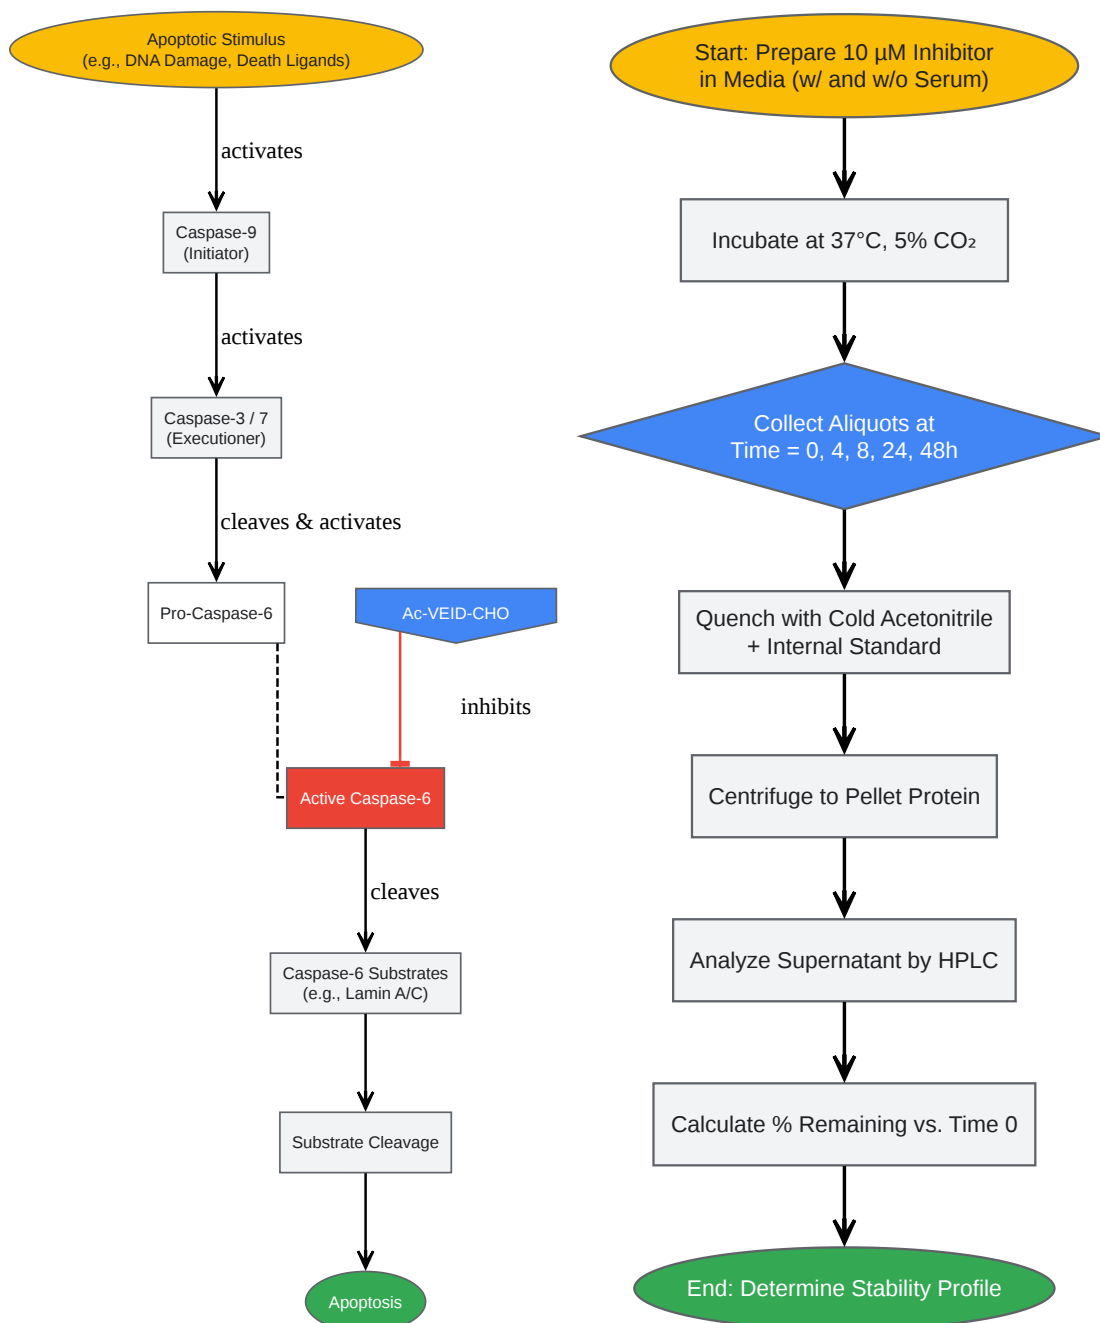 Apoptotic Stimulus
(e.g., DNA Damage, Death Ligands)
activates
Caspase-9
(Initiator)
activates
Caspase-3 / 7
(Executioner)
cleaves & activates
Pro-Caspase-6
Ac-VEID-CHO
inhibits
Active Caspase-6
cleaves
Caspase-6 Substrates
(e.g., Lamin A/C)
Substrate Cleavage
Apoptosis
Start: Prepare 10 µM Inhibitor
in Media (w/ and w/o Serum)
Incubate at 37°C, 5% CO₂
Collect Aliquots at
Time = 0, 4, 8, 24, 48h
Quench with Cold Acetonitrile
+ Internal Standard
Centrifuge to Pellet Protein
Analyze Supernatant by HPLC
Calculate % Remaining vs. Time 0
End: Determine Stability Profile